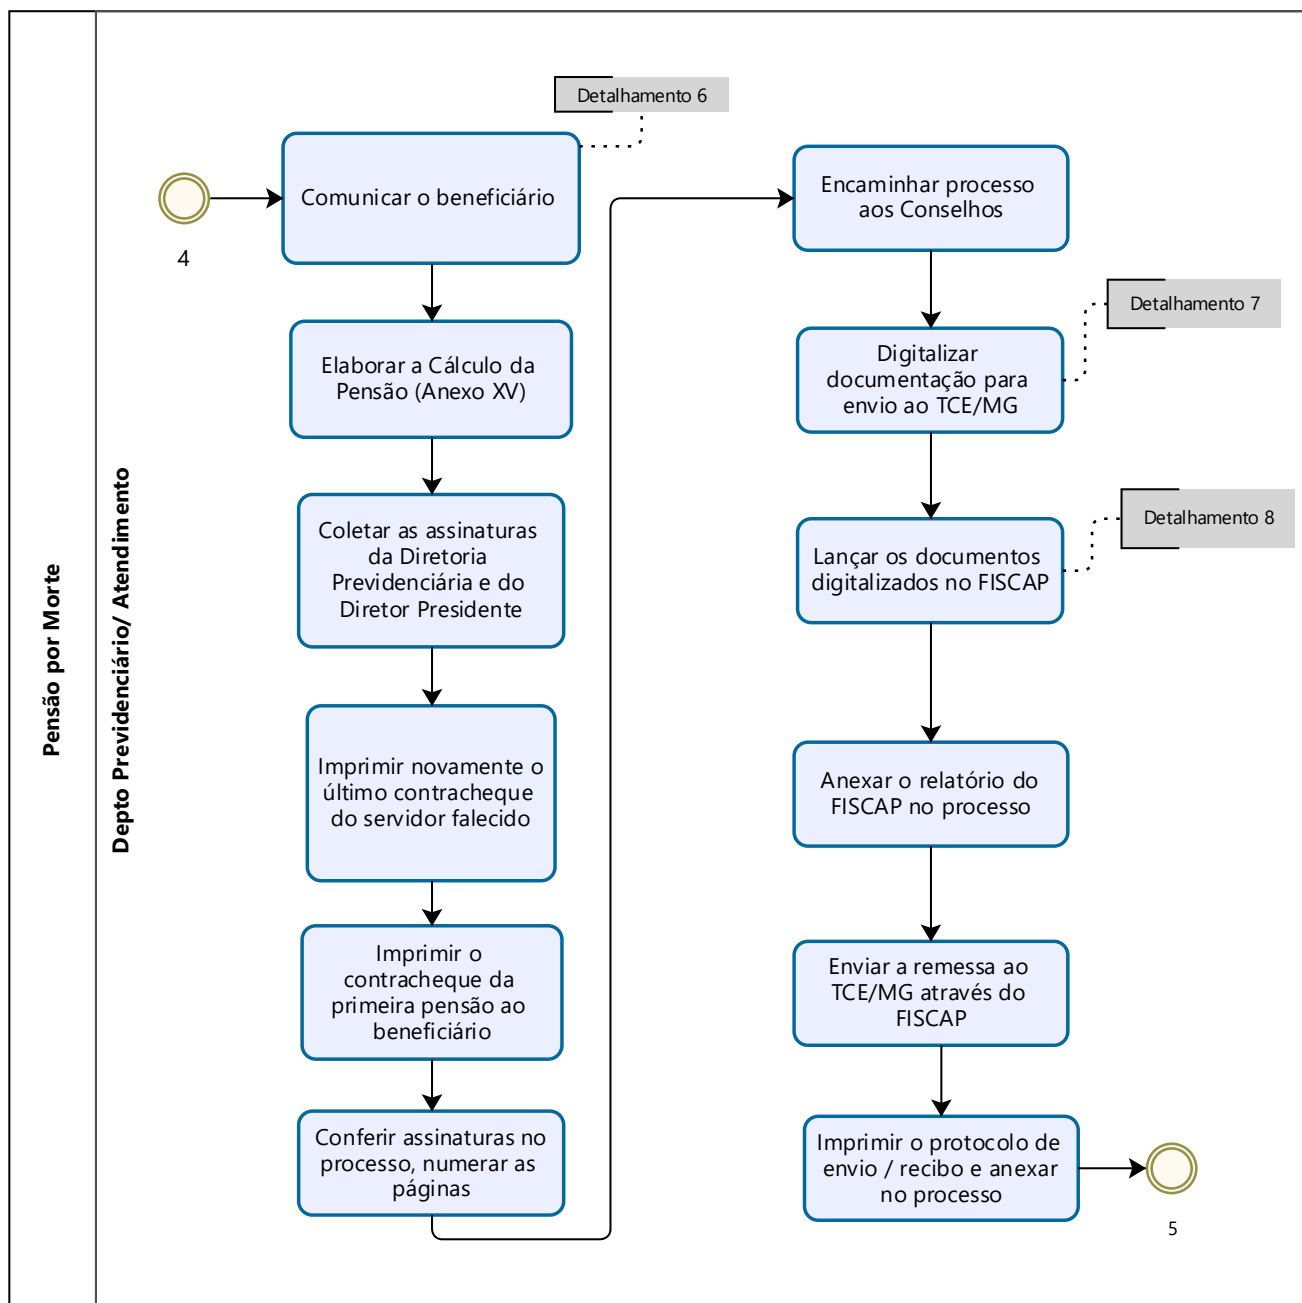 Pensão por Morte
Depto Previdenciário/ Atendimento
4
Detalhamento 6
Comunicar o beneficiário
Elaborar a Cálculo da
Pensão (Anexo XV)
Coletar as assinaturas
da Diretoria
Previdenciária e do
Diretor Presidente
Imprimir novamente o
último contracheque
do servidor falecido
Imprimir o
contracheque da
primeira pensão ao
beneficiário
Conferir assinaturas no
processo, numerar as
páginas
Encaminhar processo
aos Conselhos
Detalhamento 7
Digitalizar
documentação para
envio ao TCE/MG
Detalhamento 8
Lançar os documentos
digitalizados no FISCAP
Anexar o relatório do
FISCAP no processo
Enviar a remessa ao
TCE/MG através do
FISCAP
Imprimir o protocolo de
envio / recibo e anexar
no processo
5